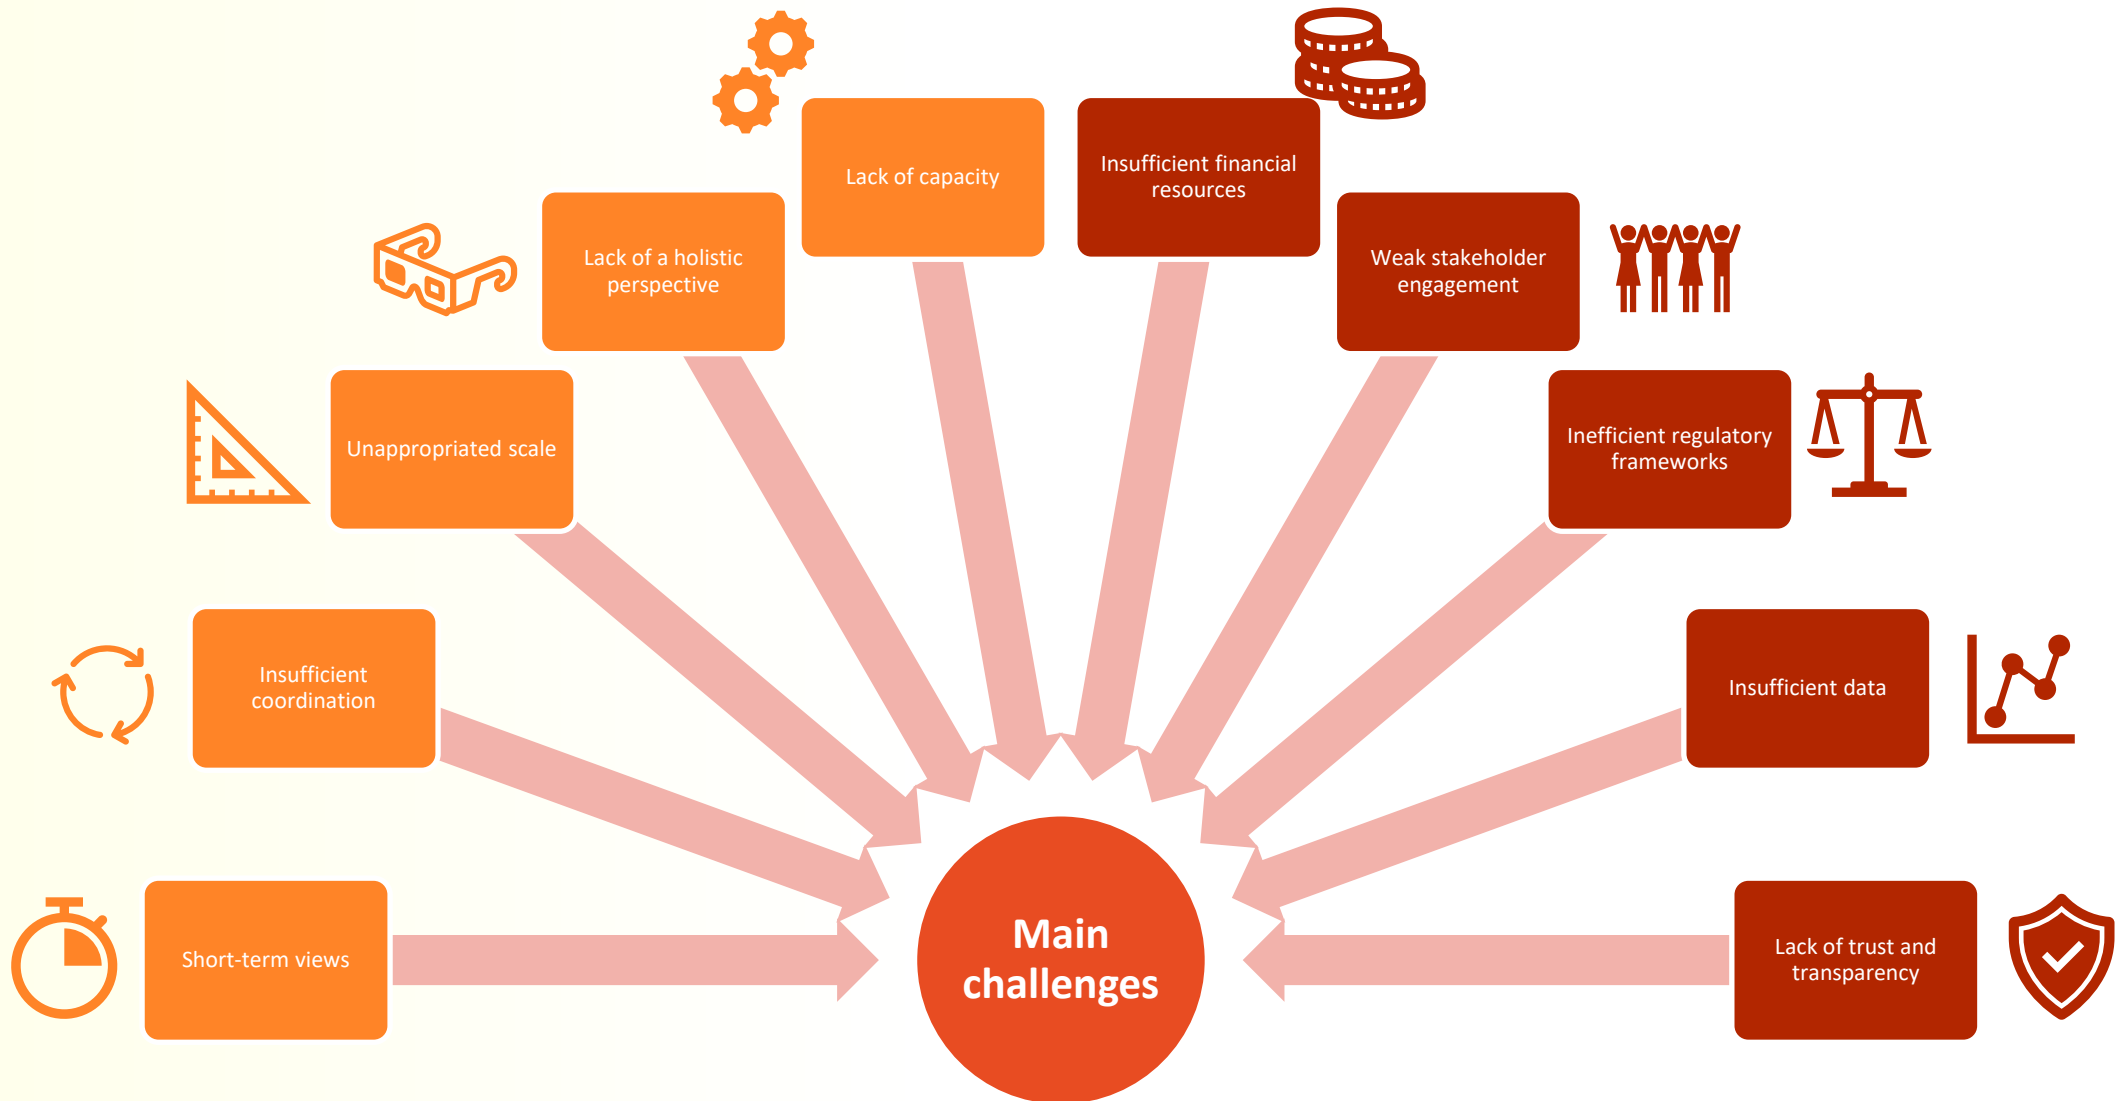 Lack of capacity
Insufficient financial
resources
Lack of a holistic
perspective
Weak stakeholder
engagement
Unappropriated scale
Inefficient regulatory
frameworks
Insufficient
coordination
Insufficient data
Short-term views
Main
challenges
Lack of trust and
transparency